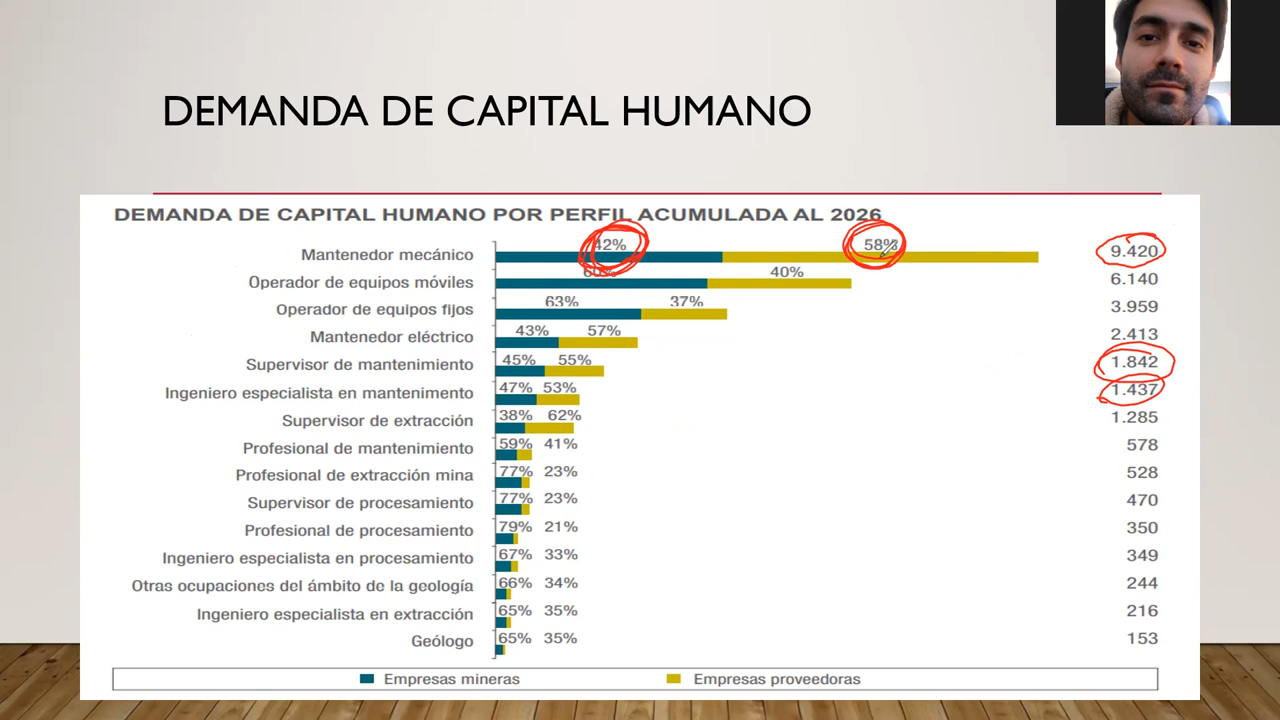 DEMANDA DE CAPITAL HUMANO
DEMANDA DE CAPITAL HUMANO POR PERFIL ACUMULADA AL 2026
Mantenedor mecánico 42% 58% 9.420
Operador de equipos móviles 60% 40% 6.140
Operador de equipos fijos 63% 37% 3.959
Mantenedor eléctrico 43% 57% 2.413
Supervisor de mantenimiento 45% 55% 1.842
Ingeniero especialista en mantenimento 47% 53% 1.437
Supervisor de extracción 38% 62% 1.285
Profesional de mantenimiento 59% 41% 578
Profesional de extracción mina 77% 23% 528
Supervisor de procesamiento 77% 23% 470
Profesional de procesamiento 79% 21% 350
Ingeniero especialista en procesamiento 67% 33% 349
Otras ocupaciones del ámbito de la geología 66% 34% 244
Ingeniero especialista en extracción 65% 35% 216
Geólogo 65% 35% 153
Empresas mineras Empresas proveedoras